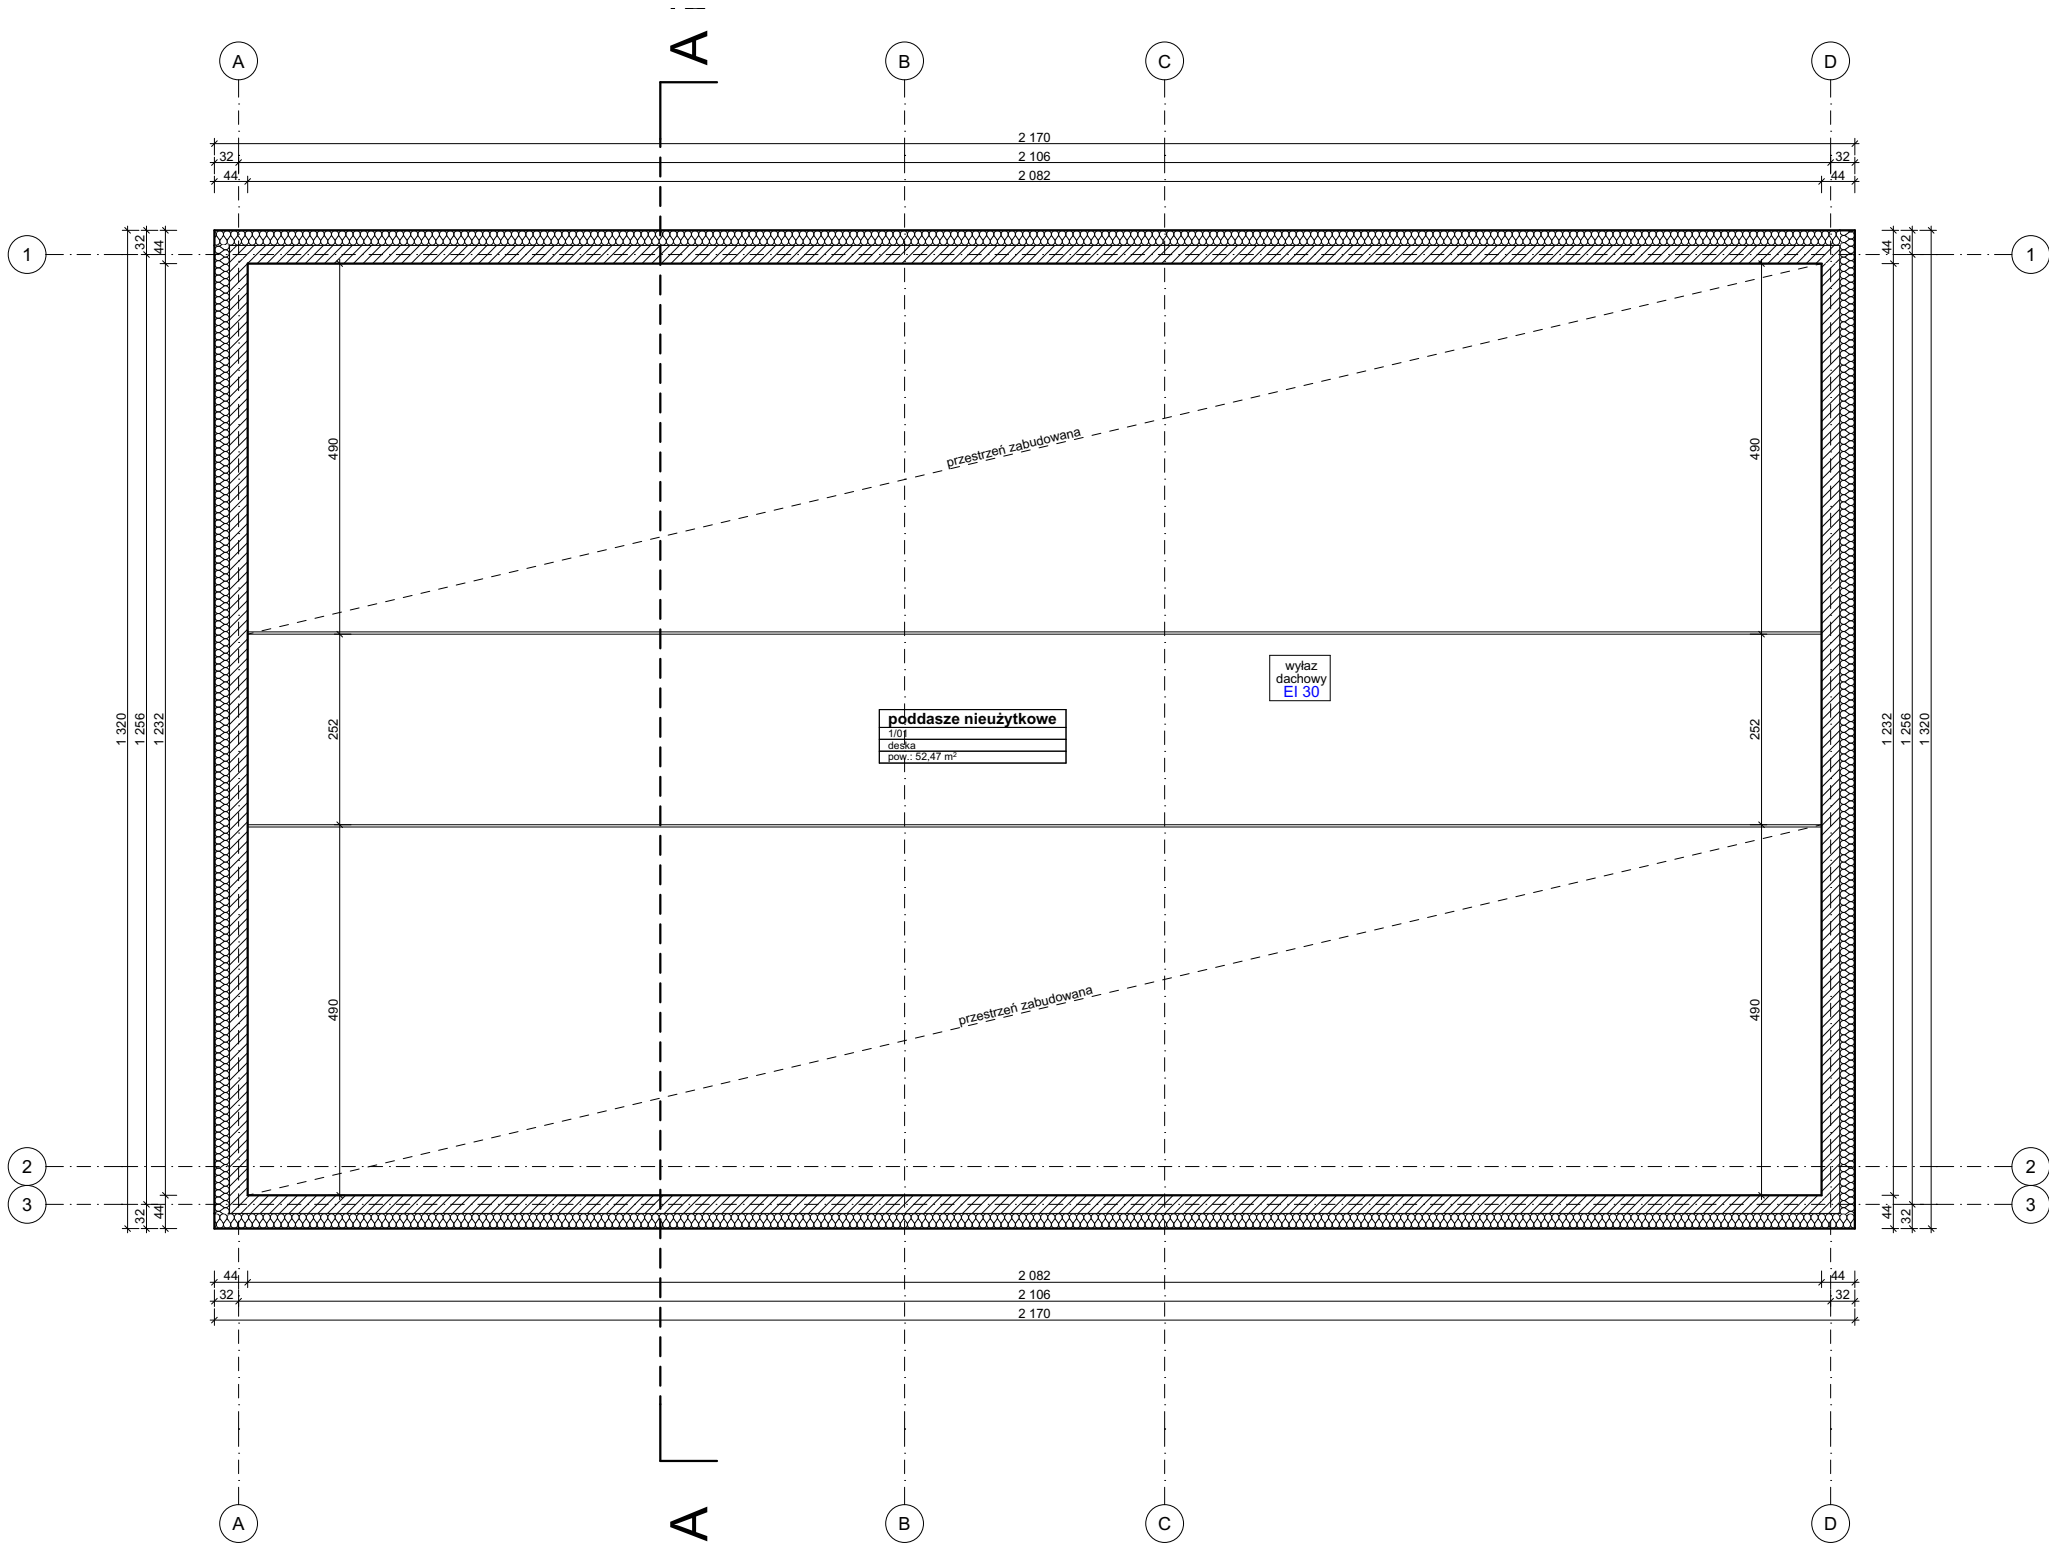 A
A
B
C
D
2 170
32
2 106
32
44
2 082
44
32
44
44
32
1
1
490
490
przestrzeń zabudowana
wyłaz
dachowy
EI 30
1 320
1 256
1 232
252
poddasze nieużytkowe
1/01
deska
pow.: 52,47 m²
252
1 232
1 256
1 320
490
490
przestrzeń zabudowana
2
2
3
3
32
44
44
32
44
2 082
44
32
2 106
32
2 170
A
A
B
C
D